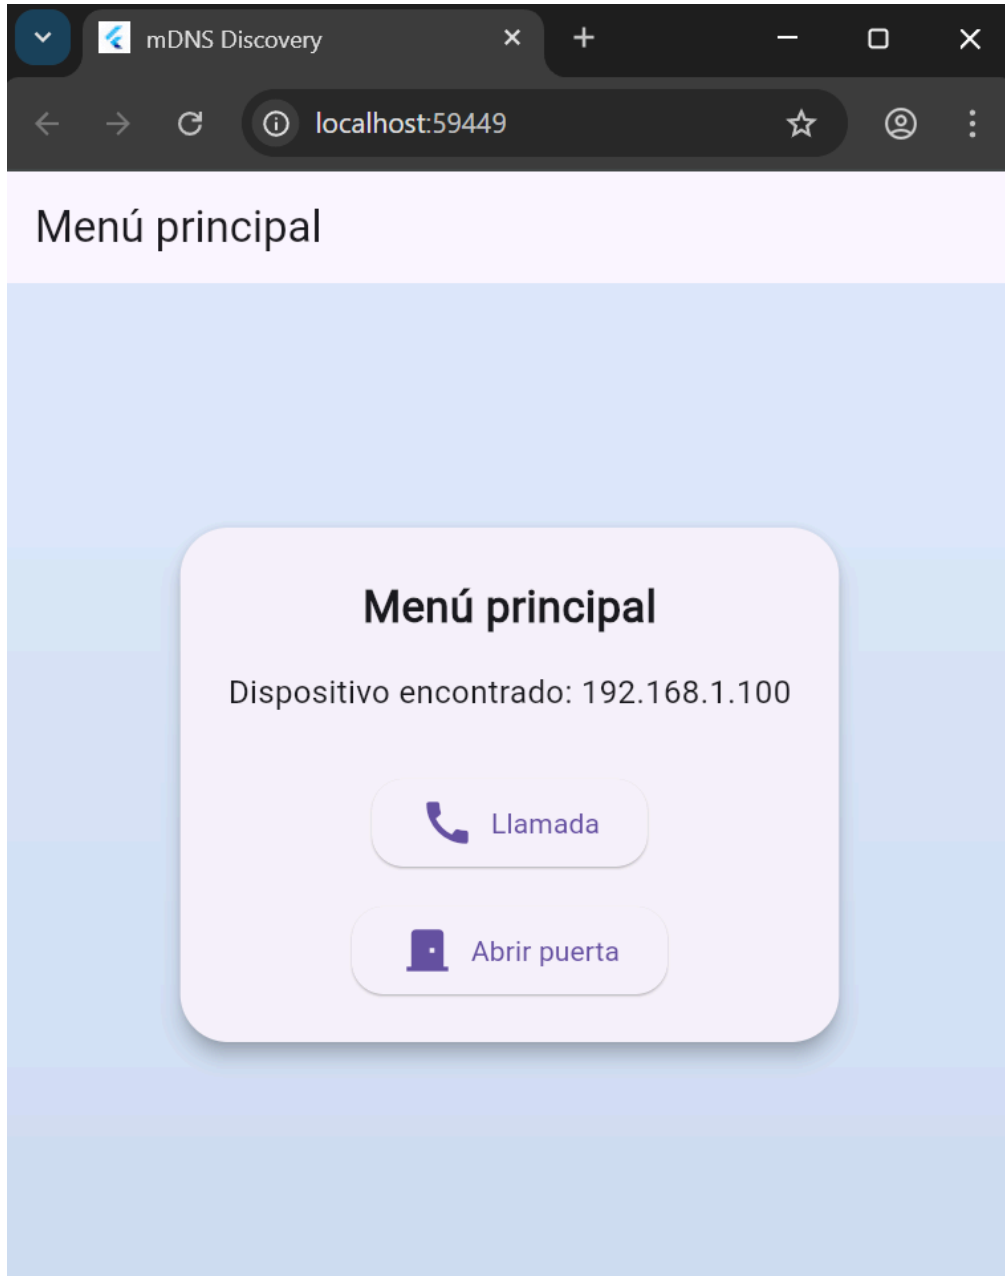 mDNS Discovery
localhost:59449
Menú principal
Menú principal
Dispositivo encontrado: 192.168.1.100
Llamada
Abrir puerta